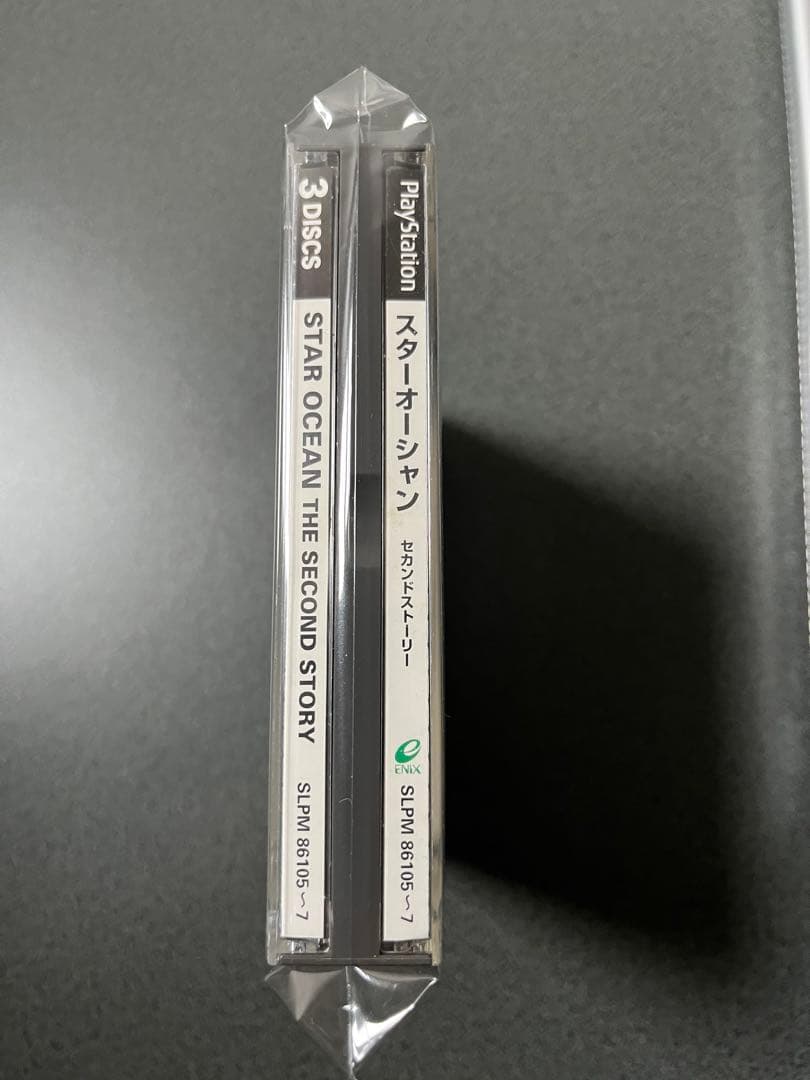 3 DISCS
STAR OCEAN THE SECOND STORY
SLPM 86105〜7
PlayStation
スターオーシャン
セカンドストーリー
ENIX
SLPM 86105〜7